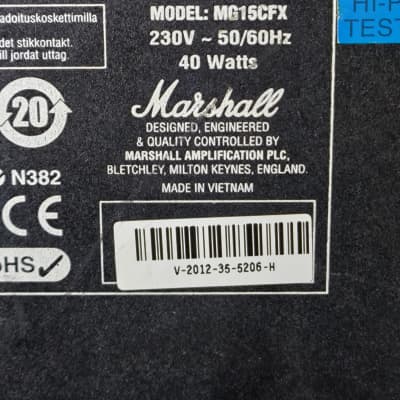 adoituskoskettimilla
det stikkontakt.
l jordat uttag.
20
N382
CE
HS
MODEL: MG15CFX
230V ~ 50/60Hz
40 Watts
Marshall
DESIGNED, ENGINEERED
& QUALITY CONTROLLED BY
MARSHALL AMPLIFICATION PLC,
BLETCHLEY, MILTON KEYNES, ENGLAND.
MADE IN VIETNAM
V-2012-35-5206-H
HI-P
TEST